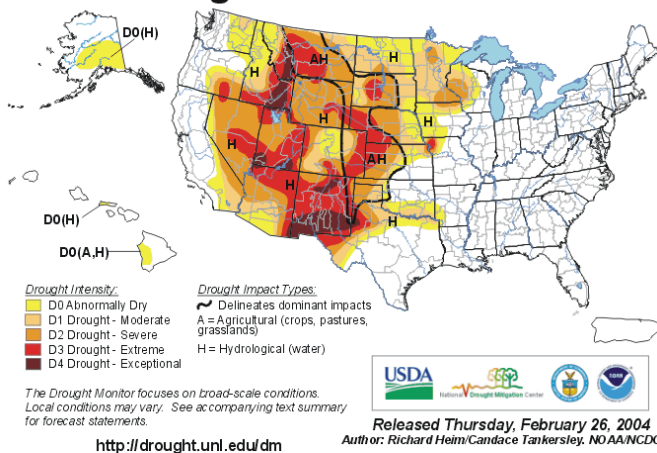 D0(H)
H
AH
H
H
H
H
AH
H
H
D0(H)
D0(A,H)
Drought Intensity:
D0 Abnormally Dry
D1 Drought - Moderate
D2 Drought - Severe
D3 Drought - Extreme
D4 Drought - Exceptional
Drought Impact Types:
Delineates dominant impacts
A = Agricultural (crops, pastures,
grasslands)
H = Hydrological (water)
The Drought Monitor focuses on broad-scale conditions.
Local conditions may vary. See accompanying text summary
for forecast statements.
http://drought.unl.edu/dm
USDA
National Drought Mitigation Center
Released Thursday, February 26, 2004
Author: Richard Heim/Candace Tankersley, NOAA/NCDC